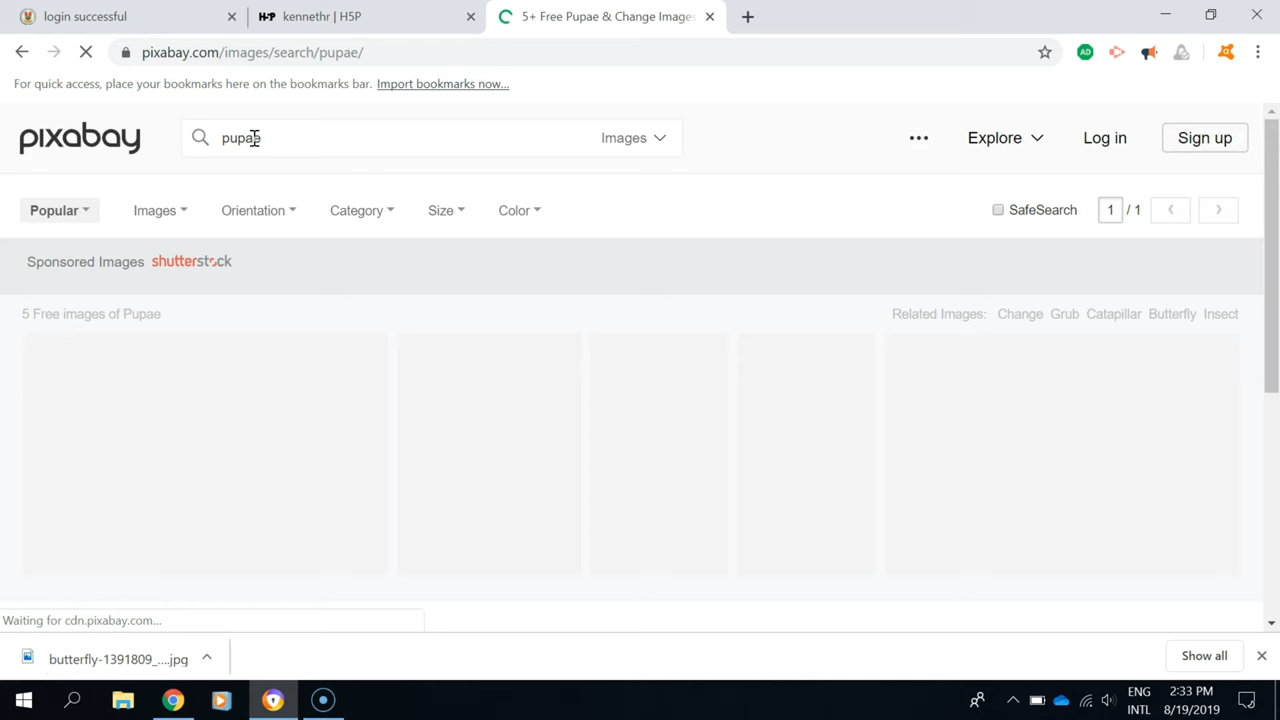 login successful
H-P kennethr | H5P
5+ Free Pupae & Change Images
pixabay.com/images/search/pupae/
AD
For quick access, place your bookmarks here on the bookmarks bar. Import bookmarks now...
pixabay
pupae
Images
Explore
Log in
Sign up
Popular
Images
Orientation
Category
Size
Color
SafeSearch
1 / 1
Sponsored Images shutterstock
5 Free images of Pupae
Related Images: Change Grub Catapillar Butterfly Insect
Waiting for cdn.pixabay.com...
butterfly-1391809_....jpg
Show all
ENG
INTL
2:33 PM
8/19/2019